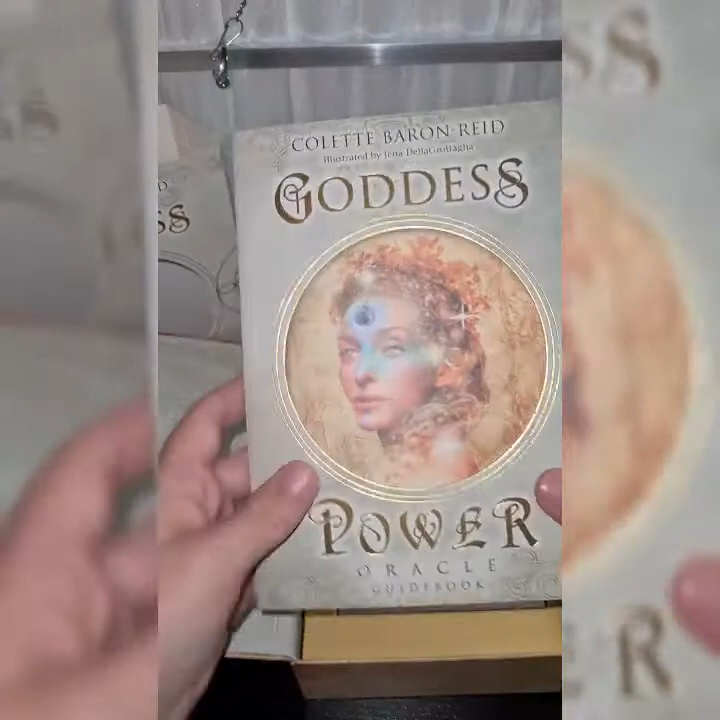 COLETTE BARON-REID
Illustrated by Jena DellaGrottaglia
GODDESS
POWER
ORACLE
GUIDEBOOK